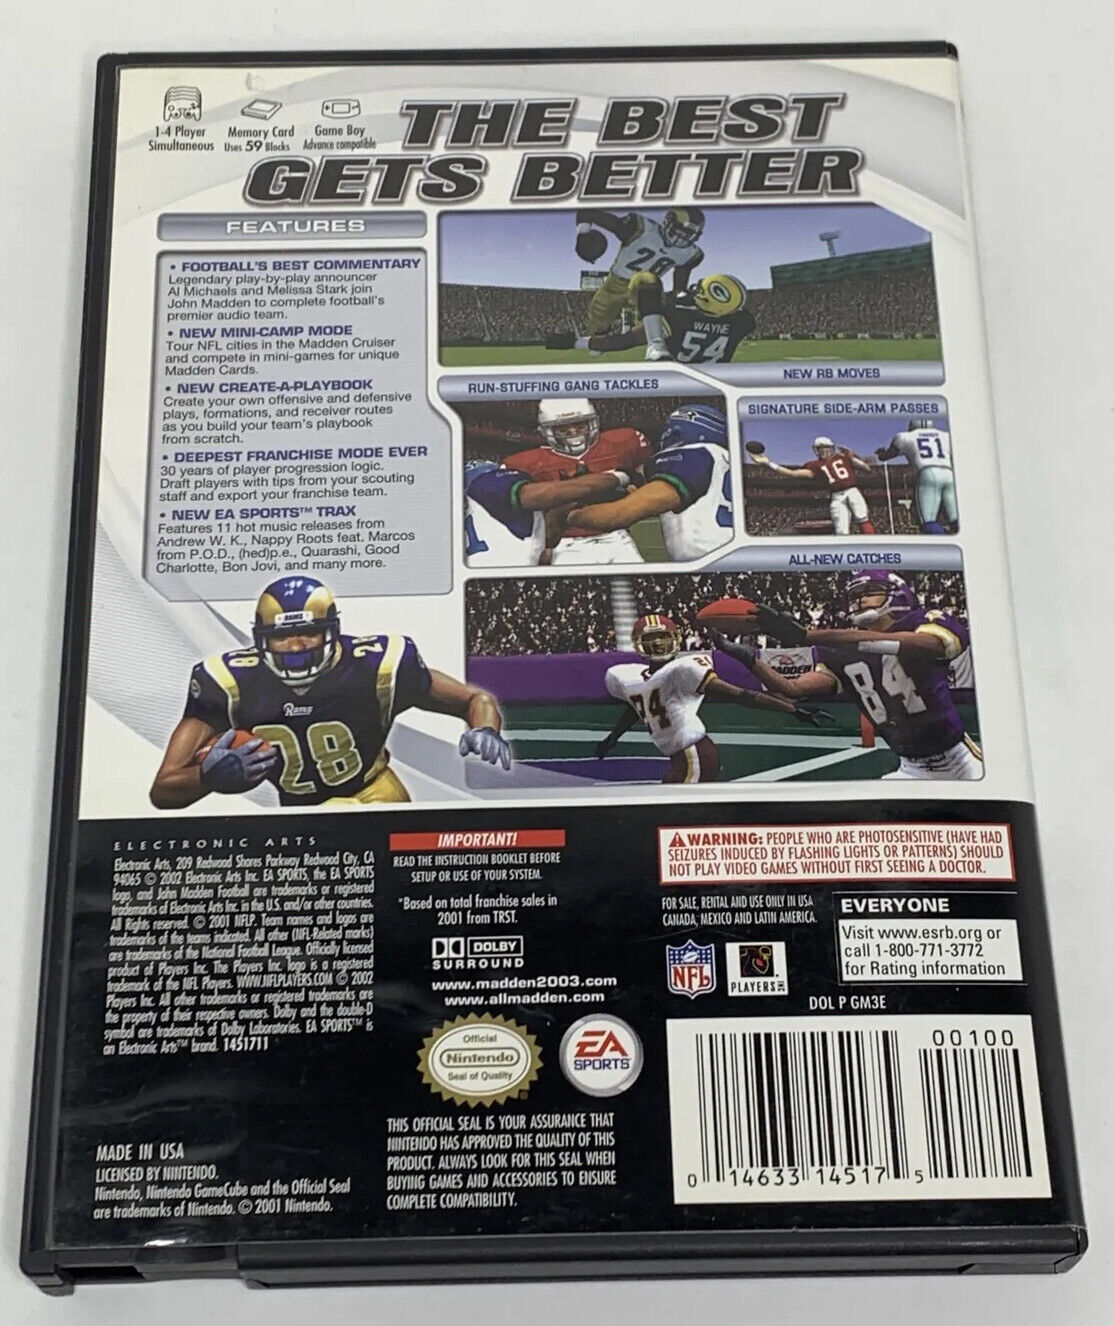 1-4 Player
Simultaneous
Memory Card
Uses 59 Blocks
Game Boy
Advance compatible
THE BEST
GETS BETTER
FEATURES
• FOOTBALL'S BEST COMMENTARY
Legendary play-by-play announcer
Al Michaels and Melissa Stark join
John Madden to complete football's
premier audio team.
• NEW MINI-CAMP MODE
Tour NFL cities in the Madden Cruiser
and compete in mini-games for unique
Madden Cards.
• NEW CREATE-A-PLAYBOOK
Create your own offensive and defensive
plays, formations, and receiver routes
as you build your team's playbook
from scratch.
• DEEPEST FRANCHISE MODE EVER
30 years of player progression logic.
Draft players with tips from your scouting
staff and export your franchise team.
• NEW EA SPORTS™ TRAX
Features 11 hot music releases from
Andrew W. K., Nappy Roots feat. Marcos
from P.O.D., (hed)p.e., Quarashi, Good
Charlotte, Bon Jovi, and many more.
28
G
WAYNE
54
NEW RB MOVES
RUN-STUFFING GANG TACKLES
SIGNATURE SIDE-ARM PASSES
16
51
ALL-NEW CATCHES
24
21
MADDEN
84
RAMS
28
Rams
28
ELECTRONIC ARTS
Electronic Arts, 209 Redwood Shores Parkway Redwood City, CA
94065 © 2002 Electronic Arts Inc. EA SPORTS, the EA SPORTS
logo, and John Madden Football are trademarks or registered
trademarks of Electronic Arts Inc. in the U.S. and/or other countries.
All Rights reserved. © 2001 NFLP. Team names and logos are
trademarks of the teams indicated. All other (NFL-Related marks)
are trademarks of the National Football League. Officially licensed
product of Players Inc. The Players Inc. logo is a registered
trademark of the NFL Players. WWW.NFLPLAYERS.COM © 2002
Players Inc. All other trademarks or registered trademarks are
the property of their respective owners. Dolby and the double-D
symbol are trademarks of Dolby Laboratories. EA SPORTS™ is
an Electronic Arts™ brand. 1451711
MADE IN USA
LICENSED BY NINTENDO.
Nintendo, Nintendo GameCube and the Official Seal
are trademarks of Nintendo. © 2001 Nintendo.
IMPORTANT!
READ THE INSTRUCTION BOOKLET BEFORE
SETUP OR USE OF YOUR SYSTEM.
*Based on total franchise sales in
2001 from TRST.
DOLBY
SURROUND
www.madden2003.com
www.allmadden.com
Official
Nintendo
Seal of Quality
EA
SPORTS
THIS OFFICIAL SEAL IS YOUR ASSURANCE THAT
NINTENDO HAS APPROVED THE QUALITY OF THIS
PRODUCT. ALWAYS LOOK FOR THIS SEAL WHEN
BUYING GAMES AND ACCESSORIES TO ENSURE
COMPLETE COMPATIBILITY.
WARNING: PEOPLE WHO ARE PHOTOSENSITIVE (HAVE HAD
SEIZURES INDUCED BY FLASHING LIGHTS OR PATTERNS) SHOULD
NOT PLAY VIDEO GAMES WITHOUT FIRST SEEING A DOCTOR.
FOR SALE, RENTAL AND USE ONLY IN USA
CANADA, MEXICO AND LATIN AMERICA.
NFL
PLAYERS INC
EVERYONE
Visit www.esrb.org or
call 1-800-771-3772
for Rating information
DOL P GM3E
00100
0 14633 14517 5